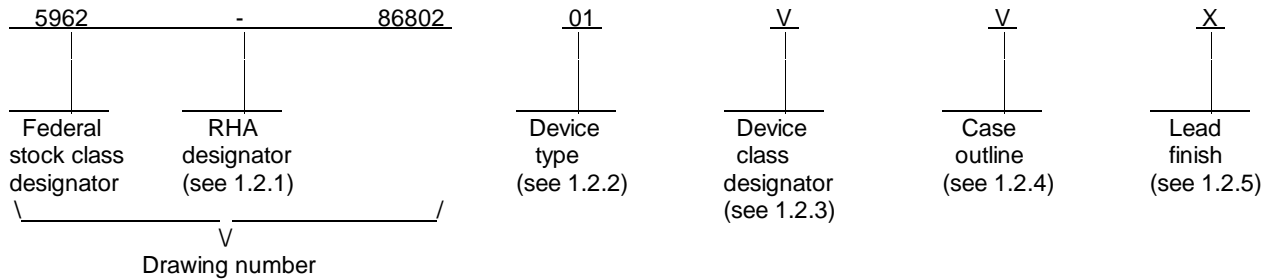 5962 - 86802 01 V V X
Federal stock class designator
RHA designator (see 1.2.1)
Device type (see 1.2.2)
Device class designator (see 1.2.3)
Case outline (see 1.2.4)
Lead finish (see 1.2.5)
Drawing number